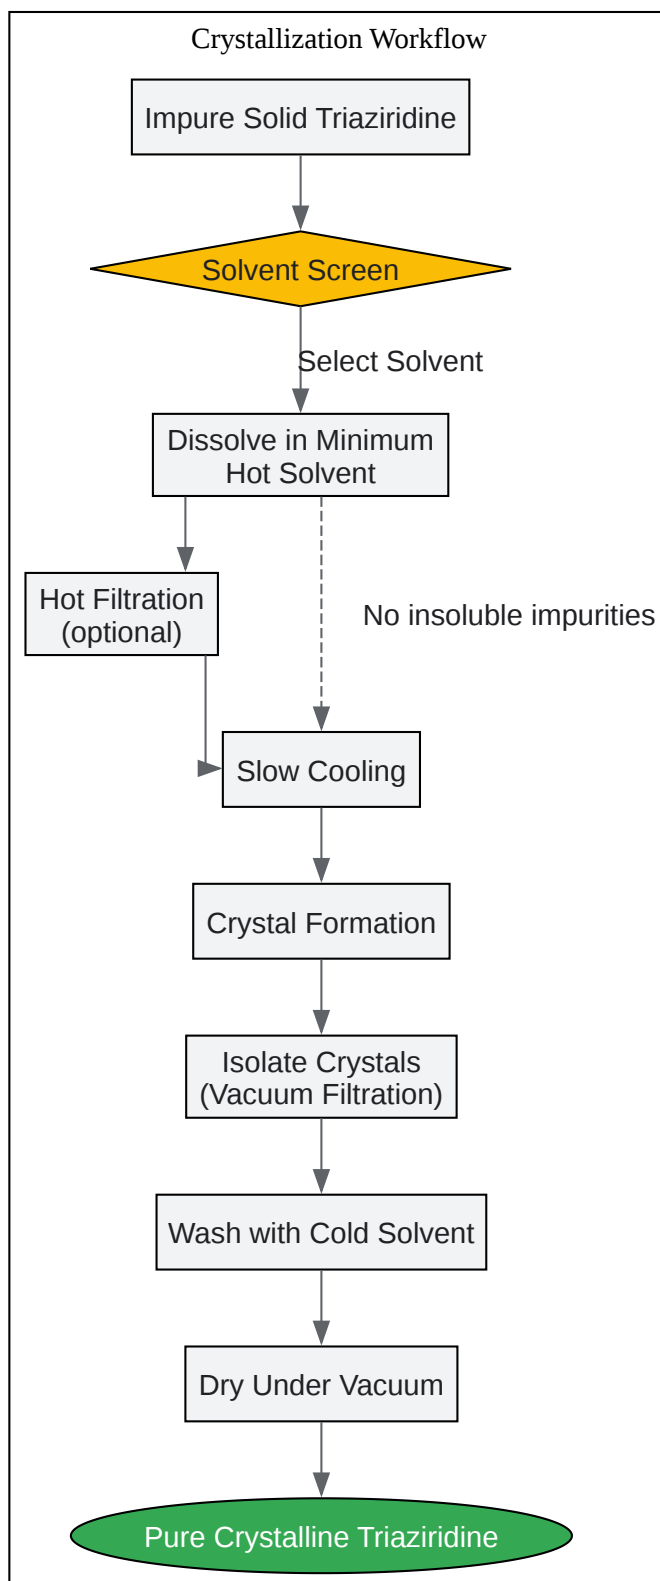 Crystallization Workflow
Impure Solid Triaziridine
Solvent Screen
Select Solvent
Dissolve in Minimum
Hot Solvent
Hot Filtration
(optional)
No insoluble impurities
Slow Cooling
Crystal Formation
Isolate Crystals
(Vacuum Filtration)
Wash with Cold Solvent
Dry Under Vacuum
Pure Crystalline Triaziridine